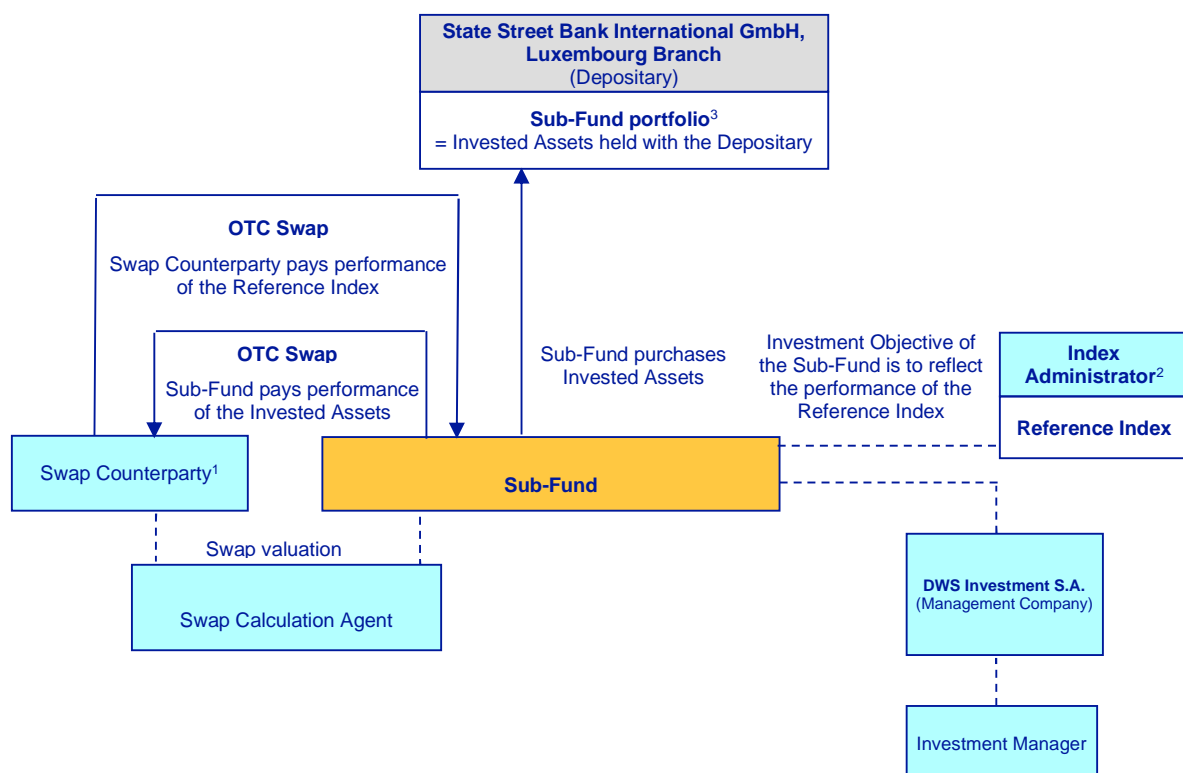 State Street Bank International GmbH,
Luxembourg Branch
(Depositary)
Sub-Fund portfolio³
= Invested Assets held with the Depositary
OTC Swap
Swap Counterparty pays performance
of the Reference Index
OTC Swap
Sub-Fund pays performance
of the Invested Assets
Sub-Fund purchases
Invested Assets
Investment Objective of
the Sub-Fund is to reflect
the performance of the
Reference Index
Index
Administrator²
Reference Index
Swap Counterparty¹
Sub-Fund
Swap valuation
Swap Calculation Agent
DWS Investment S.A.
(Management Company)
Investment Manager